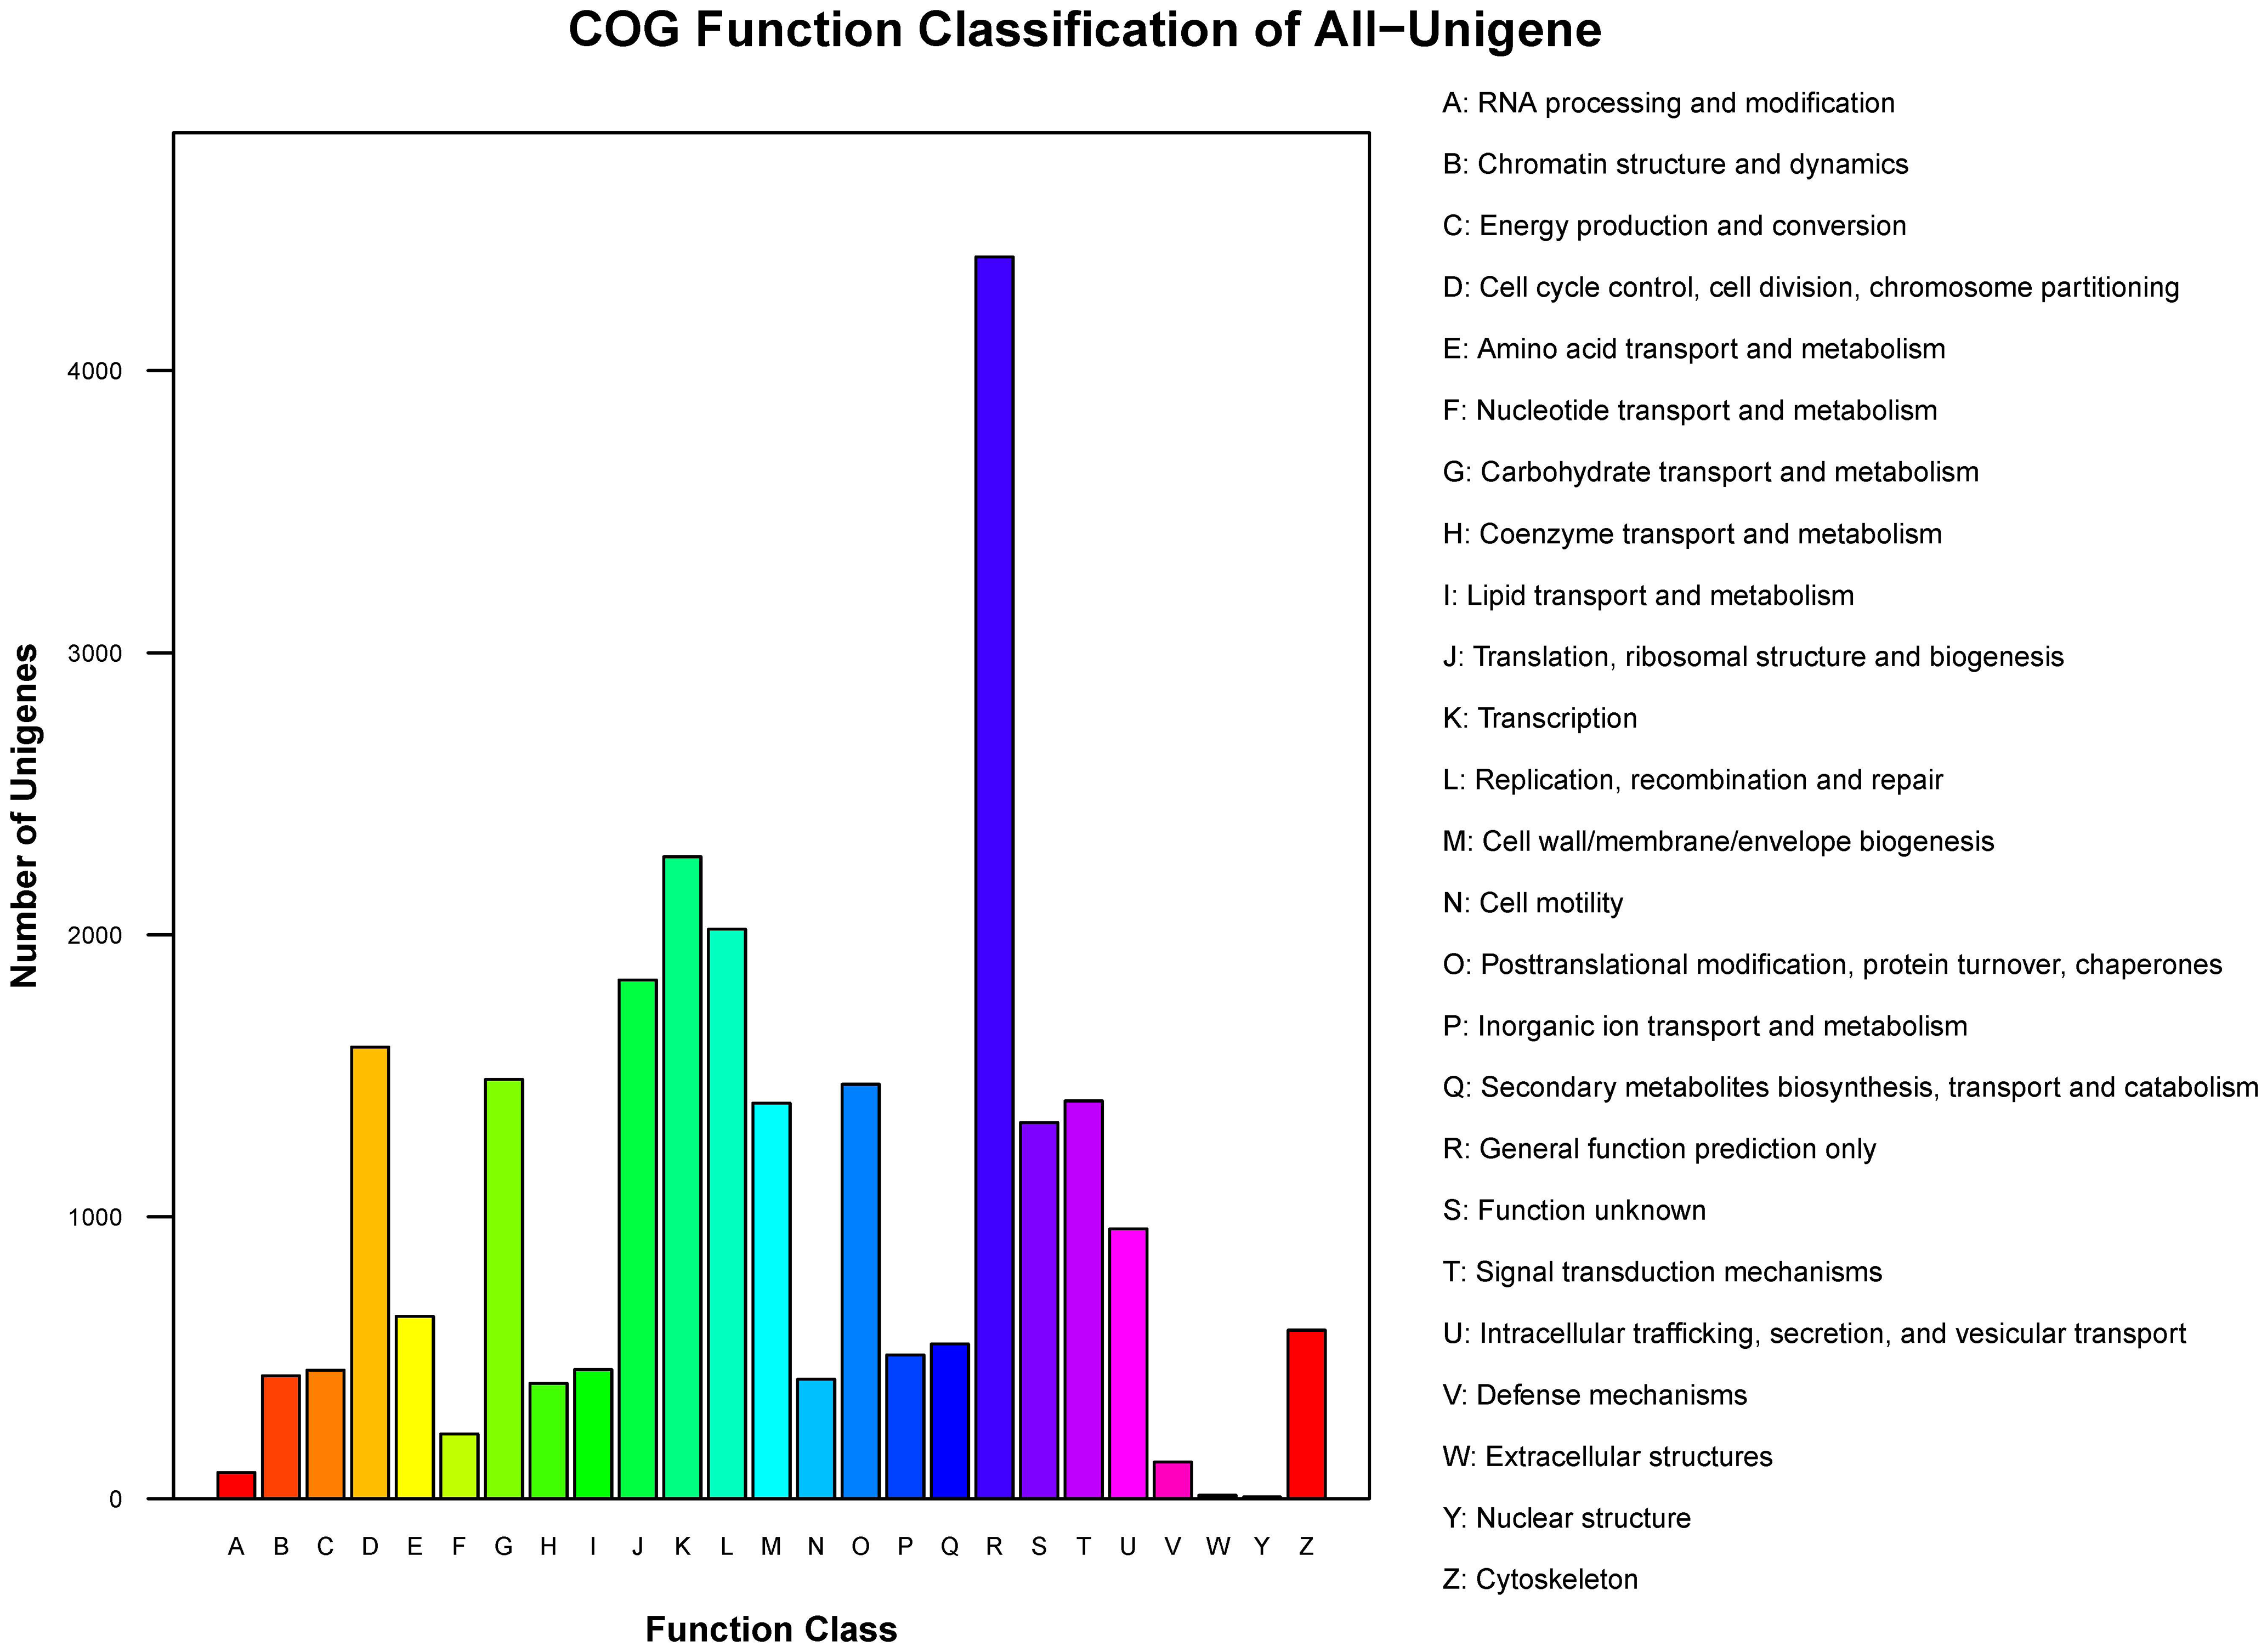 COG Function Classification of All−Unigene
Number of Unigenes
4000
3000
2000
1000
0
A B C D E F G H I J K L M N O P Q R S T U V W Y Z
Function Class
A: RNA processing and modification
B: Chromatin structure and dynamics
C: Energy production and conversion
D: Cell cycle control, cell division, chromosome partitioning
E: Amino acid transport and metabolism
F: Nucleotide transport and metabolism
G: Carbohydrate transport and metabolism
H: Coenzyme transport and metabolism
I: Lipid transport and metabolism
J: Translation, ribosomal structure and biogenesis
K: Transcription
L: Replication, recombination and repair
M: Cell wall/membrane/envelope biogenesis
N: Cell motility
O: Posttranslational modification, protein turnover, chaperones
P: Inorganic ion transport and metabolism
Q: Secondary metabolites biosynthesis, transport and catabolism
R: General function prediction only
S: Function unknown
T: Signal transduction mechanisms
U: Intracellular trafficking, secretion, and vesicular transport
V: Defense mechanisms
W: Extracellular structures
Y: Nuclear structure
Z: Cytoskeleton